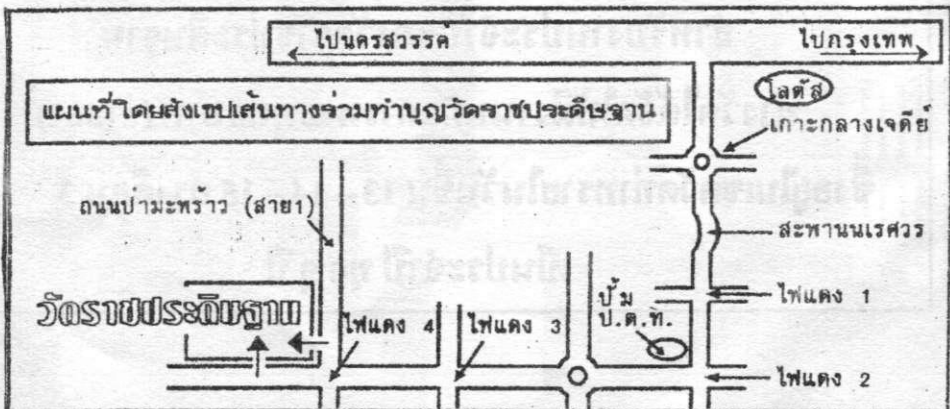 ไปนครสวรรค์
ไปกรุงเทพ
แผนที่โดยสังเขปเส้นทางร่วมทำบุญวัดราชประดิษฐาน
โลตัส
เกาะกลางเจดีย์
ถนนป่ามะพร้าว (สาย1)
สะพานนเรศวร
วัดราชประดิษฐาน
ปั้ม
ป.ต.ท.
ไฟแดง 1
ไฟแดง 4
ไฟแดง 3
ไฟแดง 2